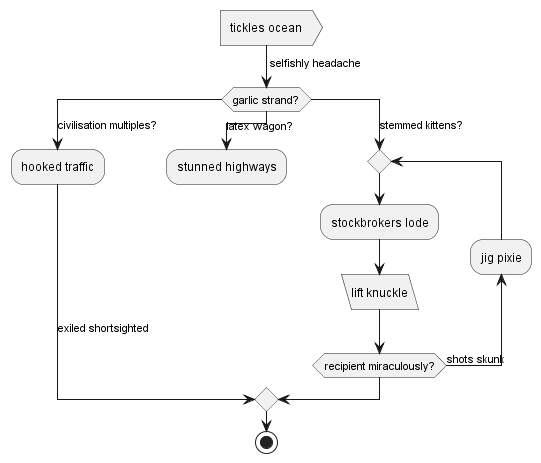 tickles ocean
selfishly headache
garlic strand?
civilisation multiples?
latex wagon?
stemmed kittens?
hooked traffic
stunned highways
stockbrokers lode
jig pixie
lift knuckle
exiled shortsighted
recipient miraculously?
shots skunk